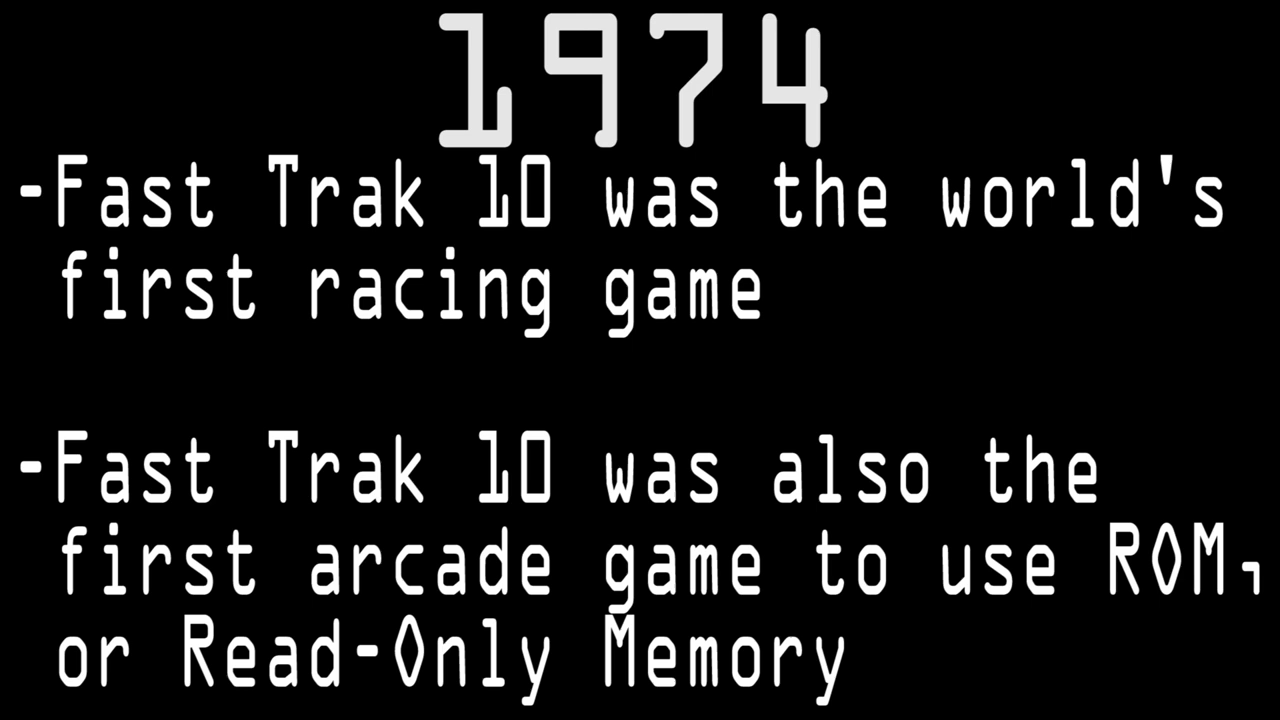 1974
-Fast Trak 10 was the world's
first racing game
-Fast Trak 10 was also the
first arcade game to use ROM,
or Read-Only Memory